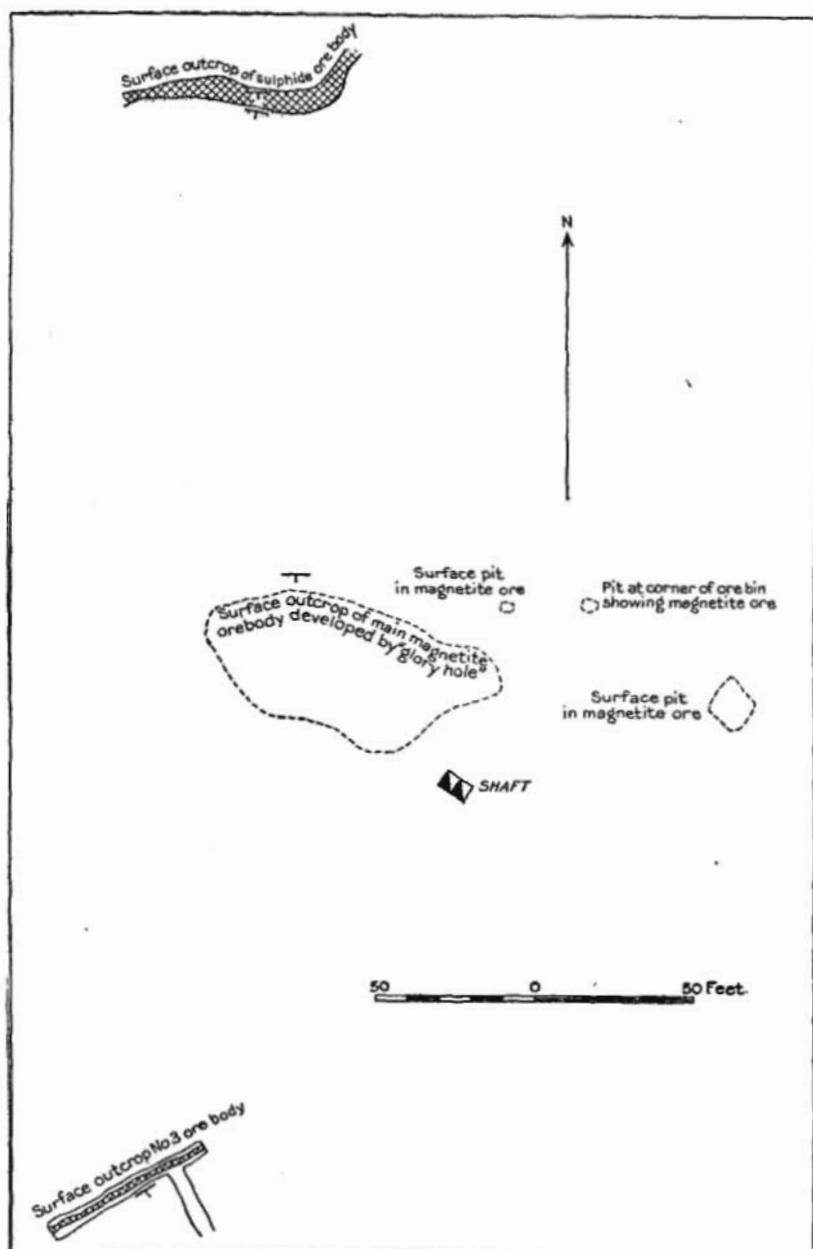 Surface outcrop of sulphide ore body
N
Surface pit
in magnetite ore
Pit at corner of ore bin
showing magnetite ore
Surface outcrop of main magnetite
orebody developed by "glory hole"
Surface pit
in magnetite ore
SHAFT
50 0 50 Feet
Surface outcrop No.3 ore body